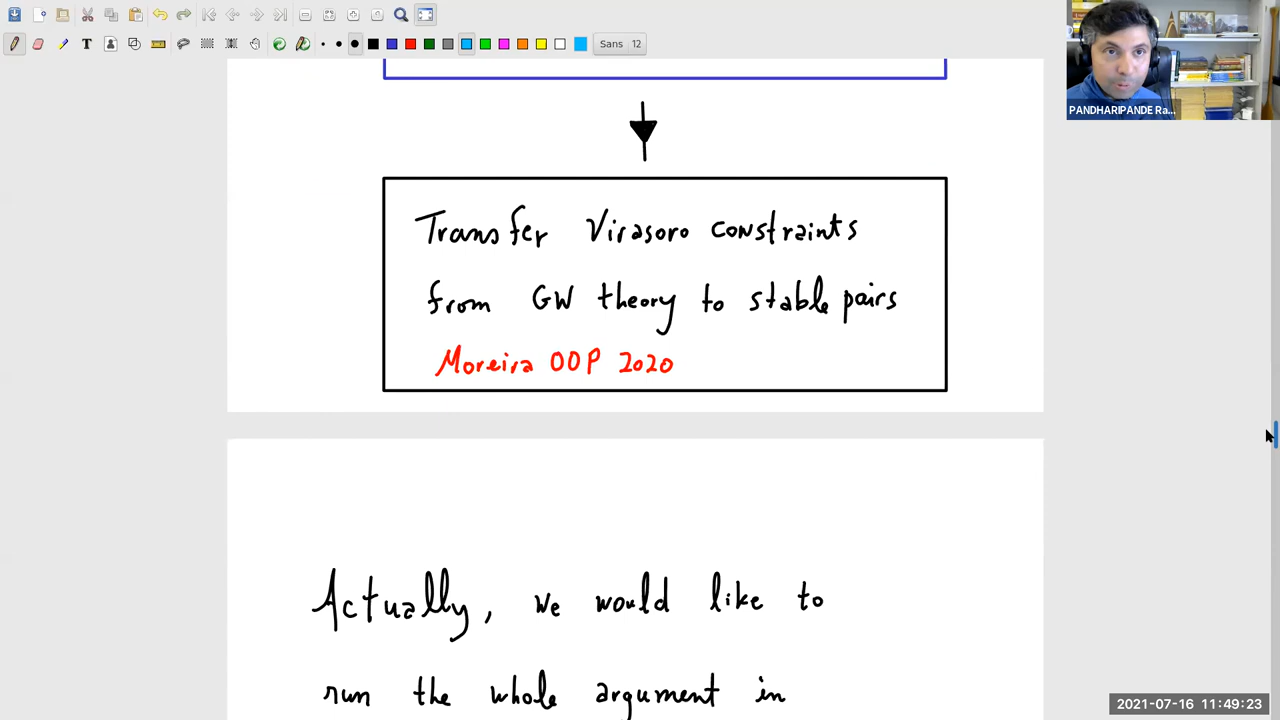 Sans 12
PANDHARIPANDE Ra...
Transfer Virasoro constraints
from GW theory to stable pairs
Moreira OOP 2020
Actually, we would like to
run the whole argument in
2021-07-16 11:49:23